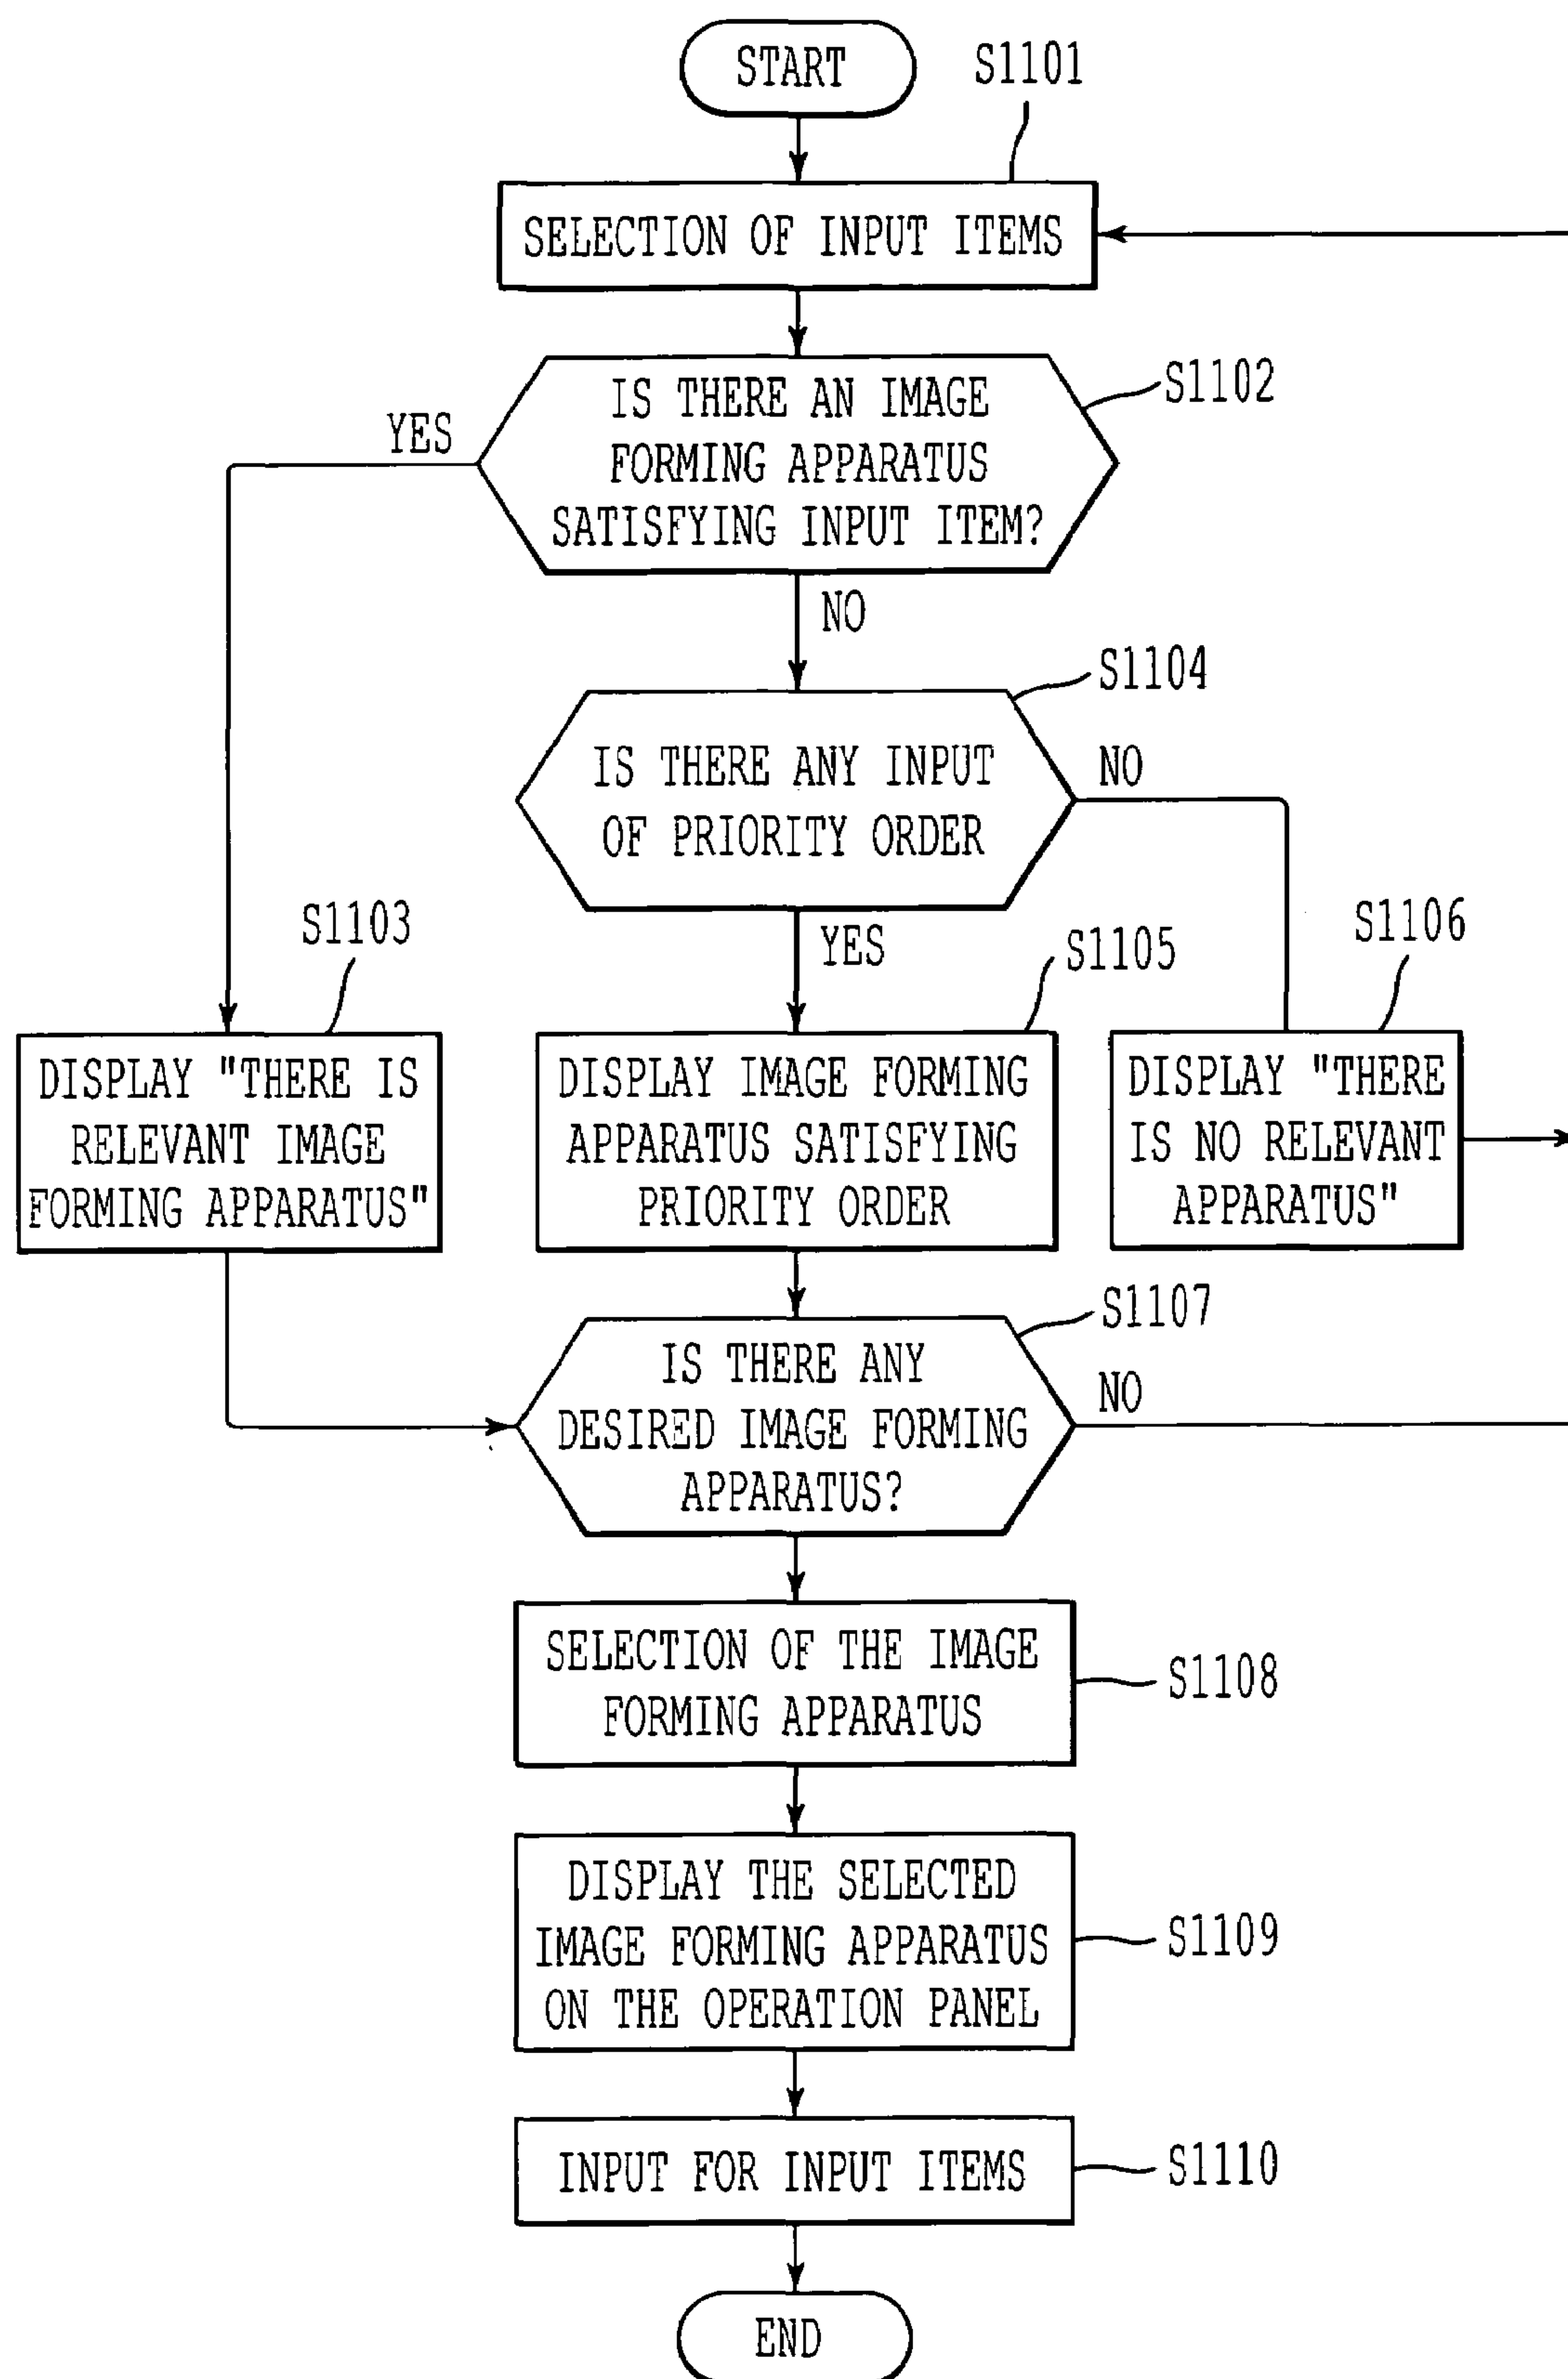 START
S1101
SELECTION OF INPUT ITEMS
IS THERE AN IMAGE
FORMING APPARATUS
SATISFYING INPUT ITEM?
S1102
YES
NO
S1104
IS THERE ANY INPUT
OF PRIORITY ORDER
NO
YES
S1103
DISPLAY "THERE IS
RELEVANT IMAGE
FORMING APPARATUS"
S1105
DISPLAY IMAGE FORMING
APPARATUS SATISFYING
PRIORITY ORDER
S1106
DISPLAY "THERE
IS NO RELEVANT
APPARATUS"
S1107
IS THERE ANY
DESIRED IMAGE FORMING
APPARATUS?
NO
SELECTION OF THE IMAGE
FORMING APPARATUS
S1108
DISPLAY THE SELECTED
IMAGE FORMING APPARATUS
ON THE OPERATION PANEL
S1109
INPUT FOR INPUT ITEMS
S1110
END